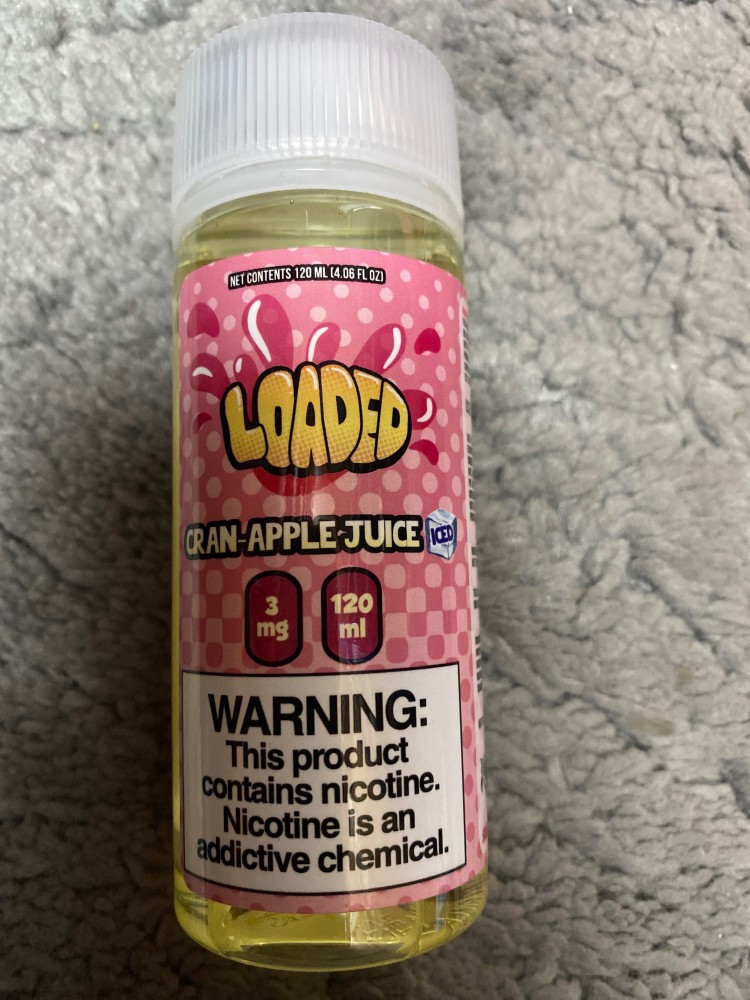 NET CONTENTS 120 ML (4.06 FL OZ)
LOADED
CRAN-APPLE JUICE ICED
3 mg
120 ml
WARNING:
This product
contains nicotine.
Nicotine is an
addictive chemical.